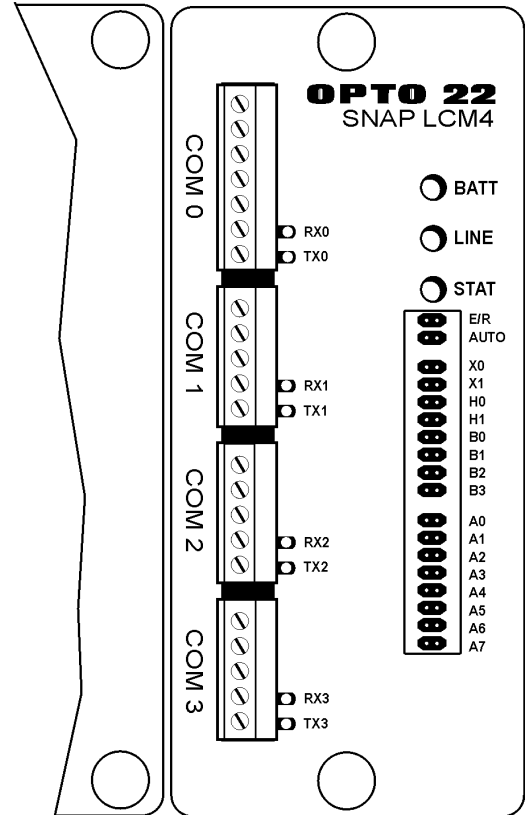 OPTO 22
SNAP LCM4
COM 0
RX0
TX0
COM 1
RX1
TX1
COM 2
RX2
TX2
COM 3
RX3
TX3
BATT
LINE
STAT
E/R
AUTO
X0
X1
H0
H1
B0
B1
B2
B3
A0
A1
A2
A3
A4
A5
A6
A7